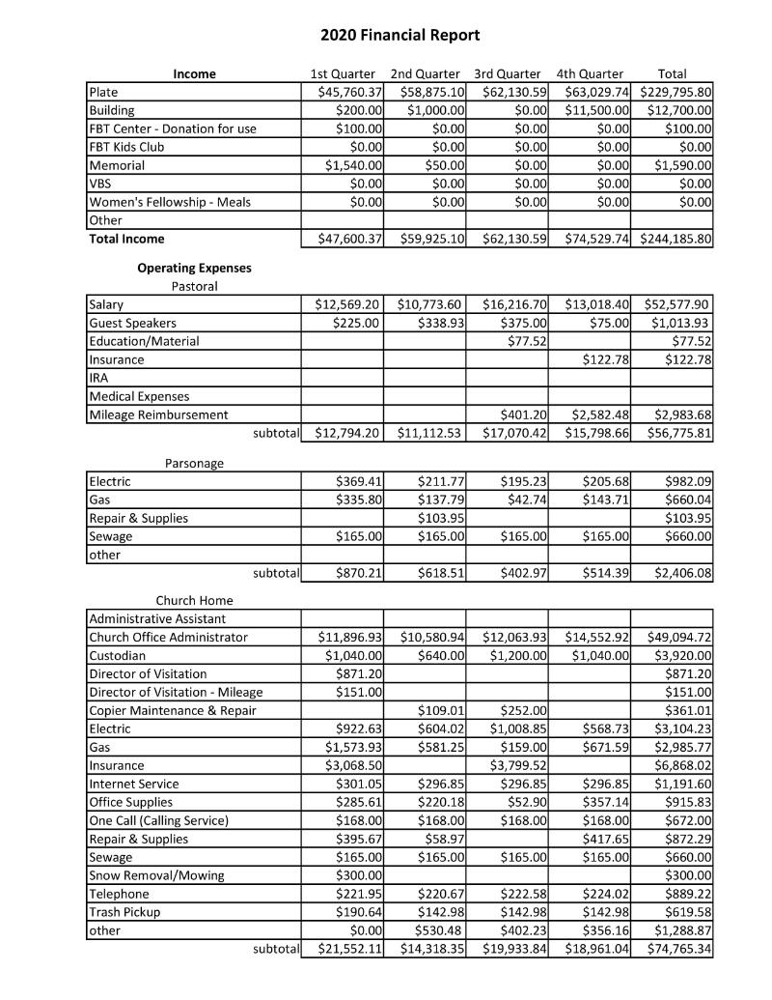 2020 Financial Report
Income 1st Quarter 2nd Quarter 3rd Quarter 4th Quarter Total
Plate $45,760.37 $58,875.10 $62,130.59 $63,029.74 $229,795.80
Building $200.00 $1,000.00 $0.00 $11,500.00 $12,700.00
FBT Center - Donation for use $100.00 $0.00 $0.00 $0.00 $100.00
FBT Kids Club $0.00 $0.00 $0.00 $0.00 $0.00
Memorial $1,540.00 $50.00 $0.00 $0.00 $1,590.00
VBS $0.00 $0.00 $0.00 $0.00 $0.00
Women's Fellowship - Meals $0.00 $0.00 $0.00 $0.00 $0.00
Other
Total Income $47,600.37 $59,925.10 $62,130.59 $74,529.74 $244,185.80
Operating Expenses
Pastoral
Salary $12,569.20 $10,773.60 $16,216.70 $13,018.40 $52,577.90
Guest Speakers $225.00 $338.93 $375.00 $75.00 $1,013.93
Education/Material $77.52 $77.52
Insurance $122.78 $122.78
IRA
Medical Expenses
Mileage Reimbursement $401.20 $2,582.48 $2,983.68
subtotal $12,794.20 $11,112.53 $17,070.42 $15,798.66 $56,775.81
Parsonage
Electric $369.41 $211.77 $195.23 $205.68 $982.09
Gas $335.80 $137.79 $42.74 $143.71 $660.04
Repair & Supplies $103.95 $103.95
Sewage $165.00 $165.00 $165.00 $165.00 $660.00
other
subtotal $870.21 $618.51 $402.97 $514.39 $2,406.08
Church Home
Administrative Assistant
Church Office Administrator $11,896.93 $10,580.94 $12,063.93 $14,552.92 $49,094.72
Custodian $1,040.00 $640.00 $1,200.00 $1,040.00 $3,920.00
Director of Visitation $871.20 $871.20
Director of Visitation - Mileage $151.00 $151.00
Copier Maintenance & Repair $109.01 $252.00 $361.01
Electric $922.63 $604.02 $1,008.85 $568.73 $3,104.23
Gas $1,573.93 $581.25 $159.00 $671.59 $2,985.77
Insurance $3,068.50 $3,799.52 $6,868.02
Internet Service $301.05 $296.85 $296.85 $296.85 $1,191.60
Office Supplies $285.61 $220.18 $52.90 $357.14 $915.83
One Call (Calling Service) $168.00 $168.00 $168.00 $168.00 $672.00
Repair & Supplies $395.67 $58.97 $417.65 $872.29
Sewage $165.00 $165.00 $165.00 $165.00 $660.00
Snow Removal/Mowing $300.00 $300.00
Telephone $221.95 $220.67 $222.58 $224.02 $889.22
Trash Pickup $190.64 $142.98 $142.98 $142.98 $619.58
other $0.00 $530.48 $402.23 $356.16 $1,288.87
subtotal $21,552.11 $14,318.35 $19,933.84 $18,961.04 $74,765.34